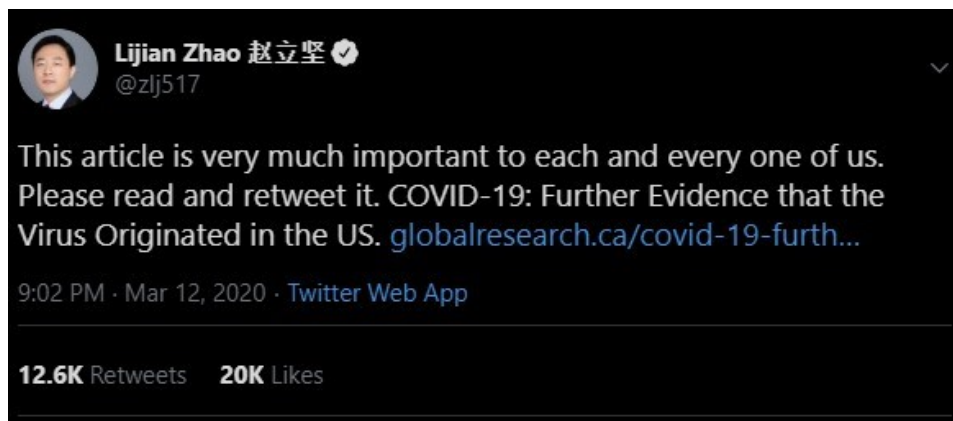 Lijian Zhao 赵立坚
@zlj517
This article is very much important to each and every one of us.
Please read and retweet it. COVID-19: Further Evidence that the
Virus Originated in the US. globalresearch.ca/covid-19-furth...
9:02 PM · Mar 12, 2020 · Twitter Web App
12.6K Retweets 20K Likes